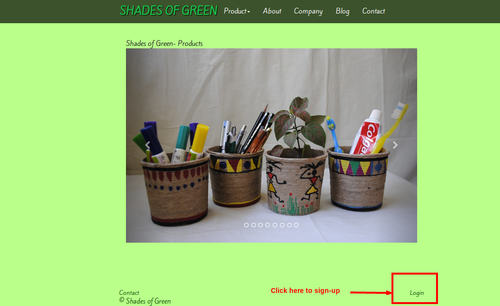 SHADES OF GREEN Product About Company Blog Contact
Shades of Green- Products
Colgate
Click here to sign-up
Login
Contact
© Shades of Green